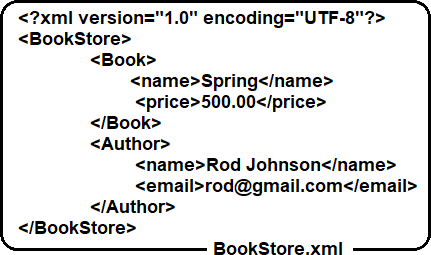 <?xml version="1.0" encoding="UTF-8"?>
<BookStore>
<Book>
<name>Spring</name>
<price>500.00</price>
</Book>
<Author>
<name>Rod Johnson</name>
<email>rod@gmail.com</email>
</Author>
</BookStore>
BookStore.xml